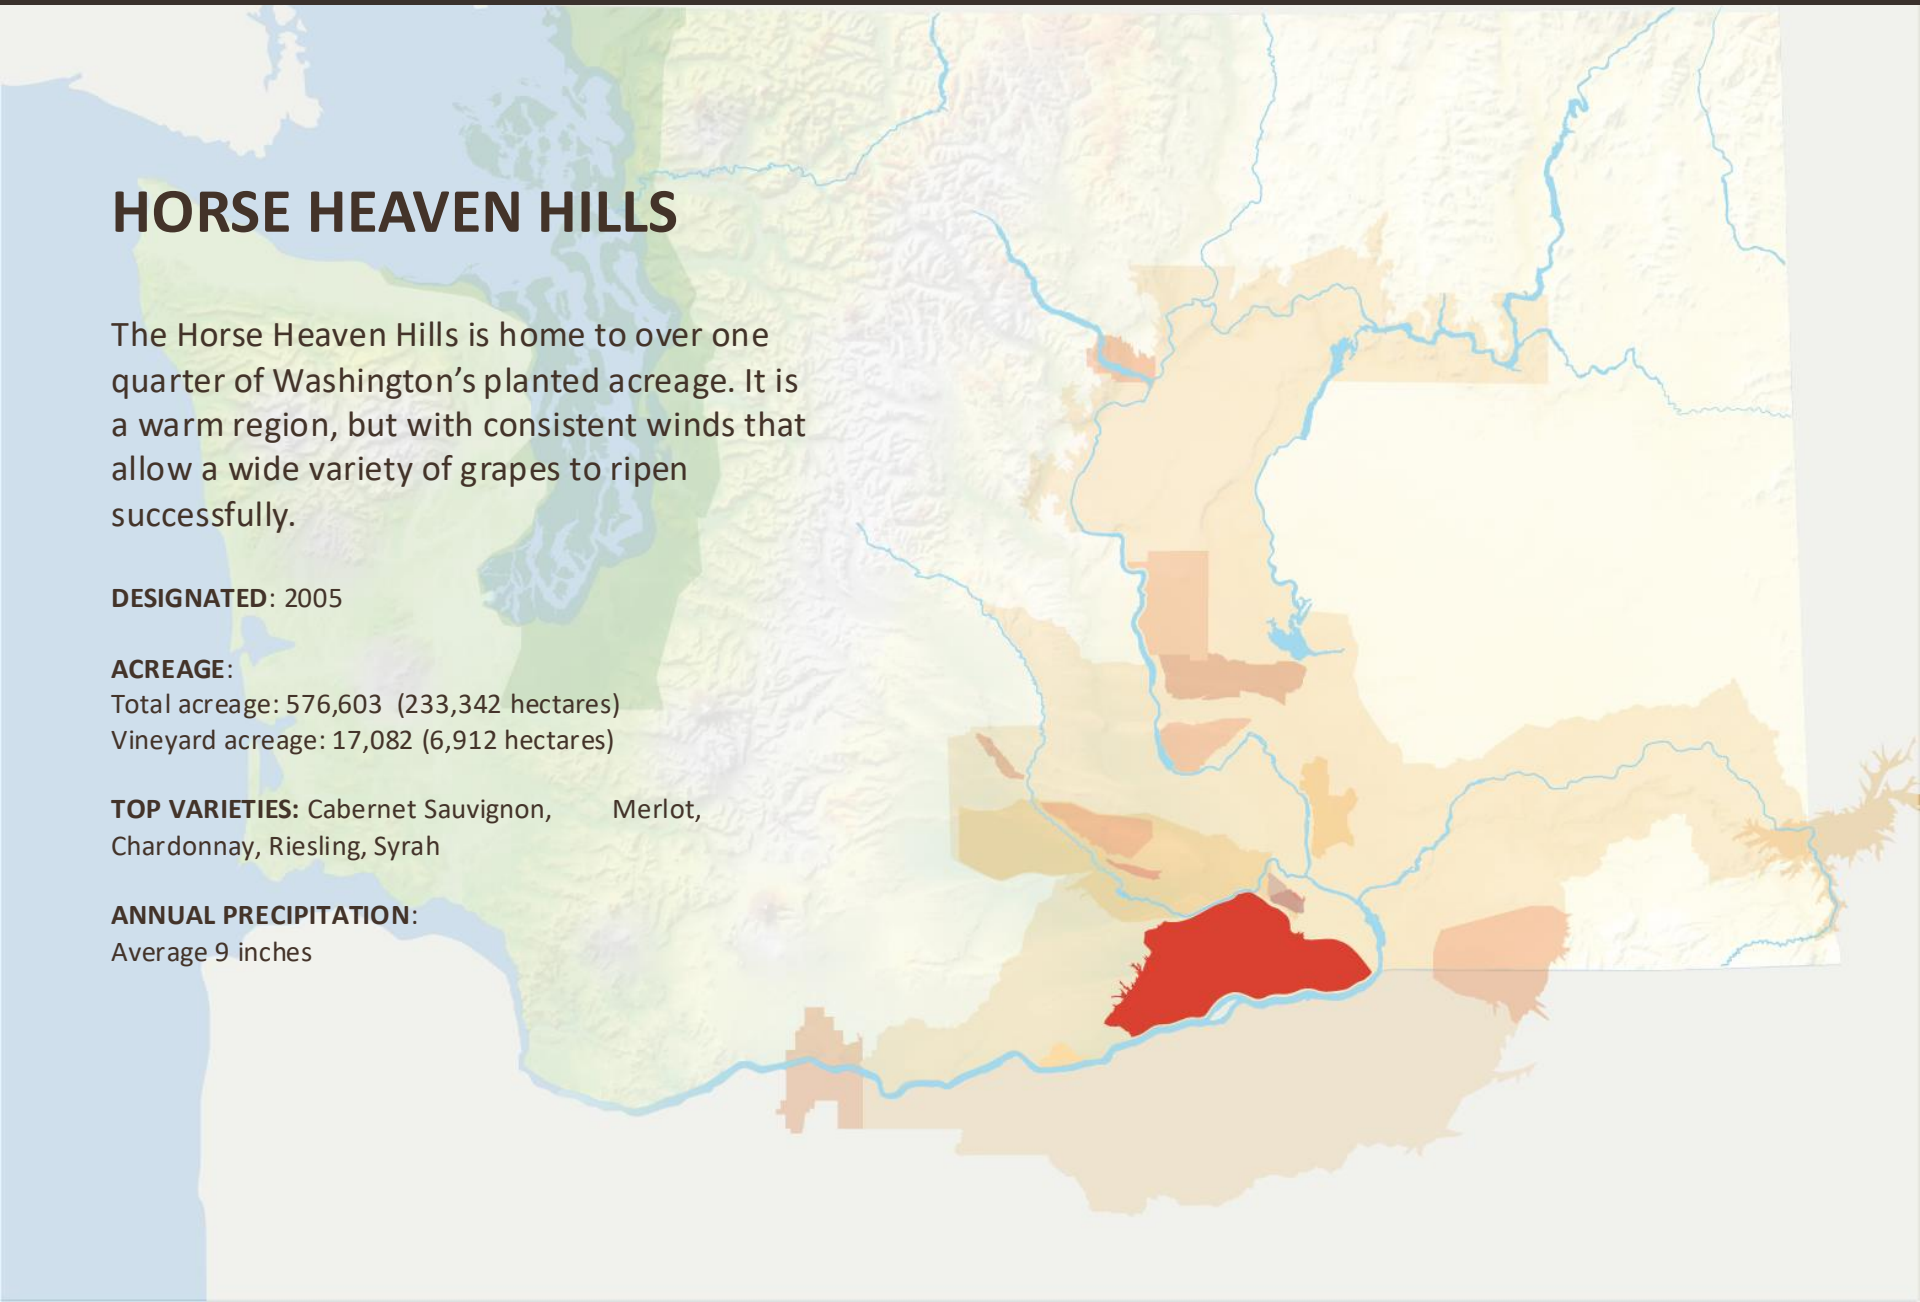 HORSE HEAVEN HILLS
The Horse Heaven Hills is home to over one
quarter of Washington’s planted acreage. It is
a warm region, but with consistent winds that
allow a wide variety of grapes to ripen
successfully.
DESIGNATED: 2005
ACREAGE:
Total acreage: 576,603 (233,342 hectares)
Vineyard acreage: 17,082 (6,912 hectares)
TOP VARIETIES: Cabernet Sauvignon, Merlot,
Chardonnay, Riesling, Syrah
ANNUAL PRECIPITATION:
Average 9 inches